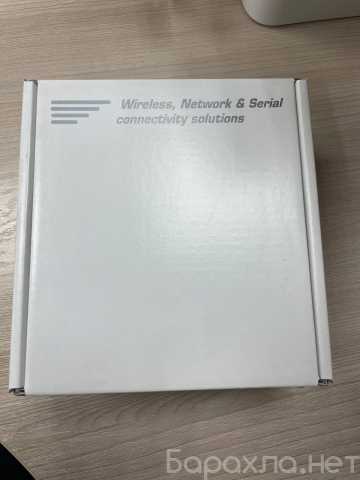 Wireless, Network & Serial
connectivity solutions
Барахла.нет